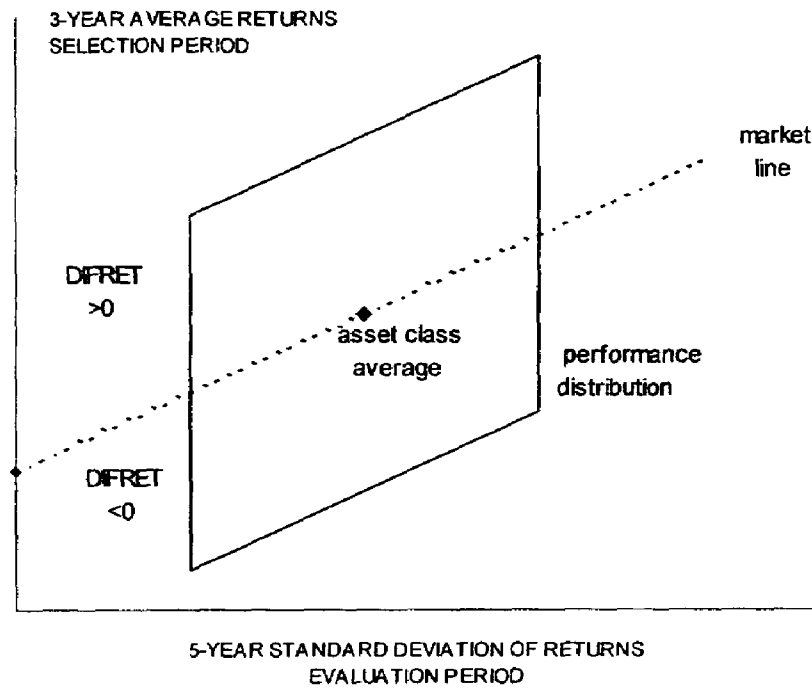 3-YEAR AVERAGE RETURNS
SELECTION PERIOD
market
line
DIFRET
>0
asset class
average
performance
distribution
DIFRET
<0
5-YEAR STANDARD DEVIATION OF RETURNS
EVALUATION PERIOD